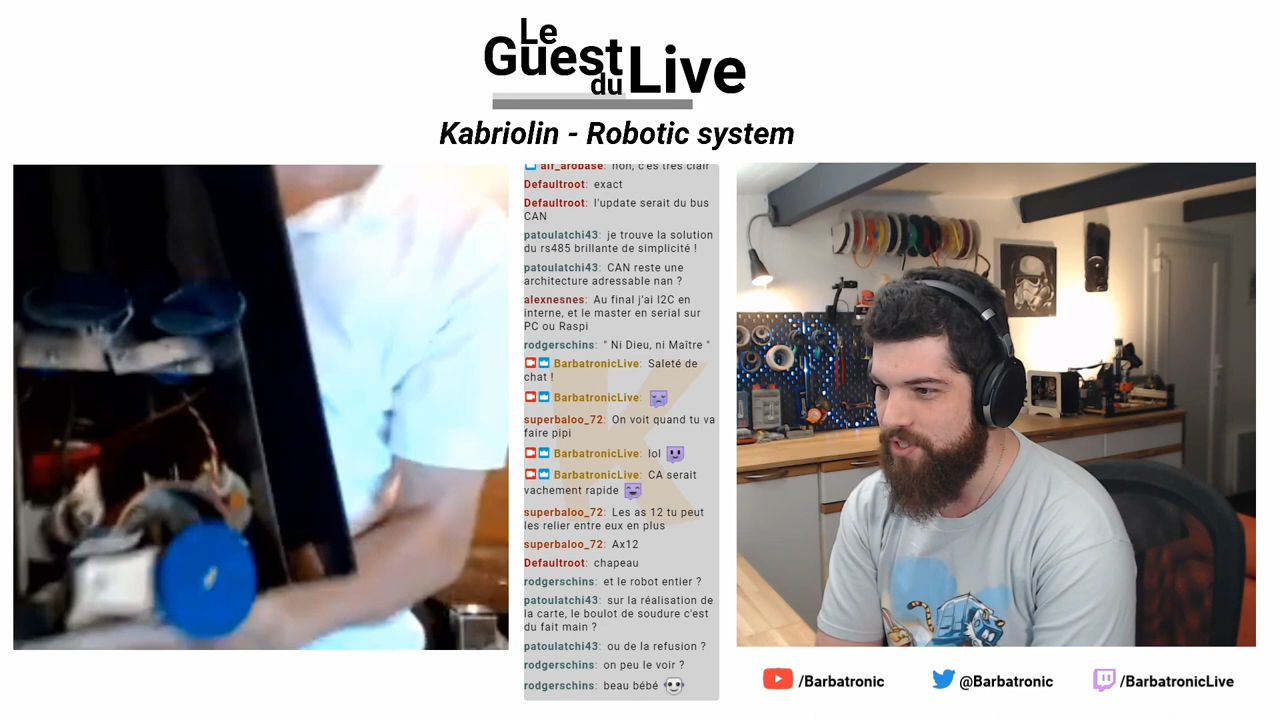 Le
Guest
du Live
Kabriolin - Robotic system
alf_arobase: non, c'es très clair
Defaultroot: exact
Defaultroot: l'update serait du bus
CAN
patoulatchi43: je trouve la solution
du rs485 brillante de simplicité !
patoulatchi43: CAN reste une
architecture adressable nan ?
alexnesnes: Au final j'ai I2C en
interne, et le master en serial sur
PC ou Raspi
rodgerschins: " Ni Dieu, ni Maître "
BarbatronicLive: Saleté de
chat !
BarbatronicLive:
superbaloo_72: On voit quand tu va
faire pipi
BarbatronicLive: lol
BarbatronicLive: CA serait
vachement rapide
superbaloo_72: Les as 12 tu peut
les relier entre eux en plus
superbaloo_72: Ax12
Defaultroot: chapeau
rodgerschins: et le robot entier ?
patoulatchi43: sur la réalisation de
la carte, le boulot de soudure c'est
du fait main ?
patoulatchi43: ou de la refusion ?
rodgerschins: on peu le voir ?
rodgerschins: beau bébé
/Barbatronic
@Barbatronic
/BarbatronicLive